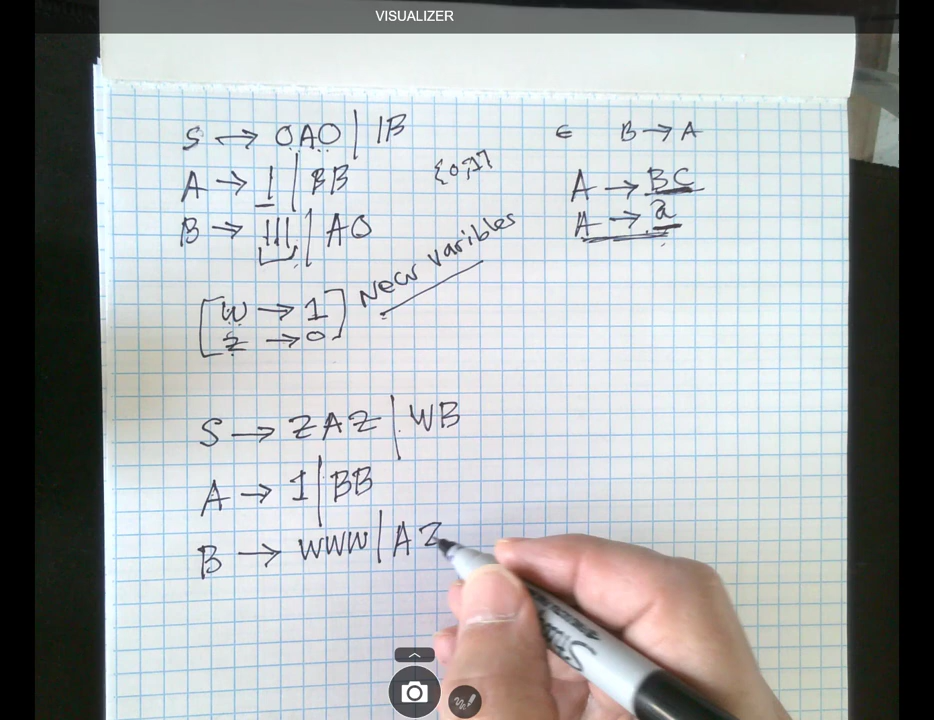 VISUALIZER
S → 0A0 | 1B
A → 1 | BB
B → 111 | A0
{0,1}
ε B → A
A → BC
A → a
[ W → 1
Z → 0 ]
New varibles
S → ZAZ | WB
A → 1 | BB
B → WWW | AZ